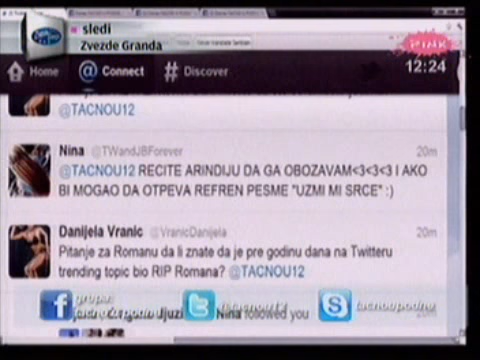 sledi
Zvezde Granda
PINK
12:24
Home
@ Connect
# Discover
@TACNOU12
Nina @TWandJBForever 20m
@TACNOU12 RECITE ARINDIJU DA GA OBOZAVAM<3<3<3 I AKO
BI MOGAO DA OTPEVA REFREN PESME "UZMI MI SRCE" :)
Danijela Vranic @VranicDanijela 20m
Pitanje za Romanu da li znate da je pre godinu dana na Twitteru
trending topic bio RIP Romana? @TACNOU12
grupa:
Nina followed you
tacnoupodne